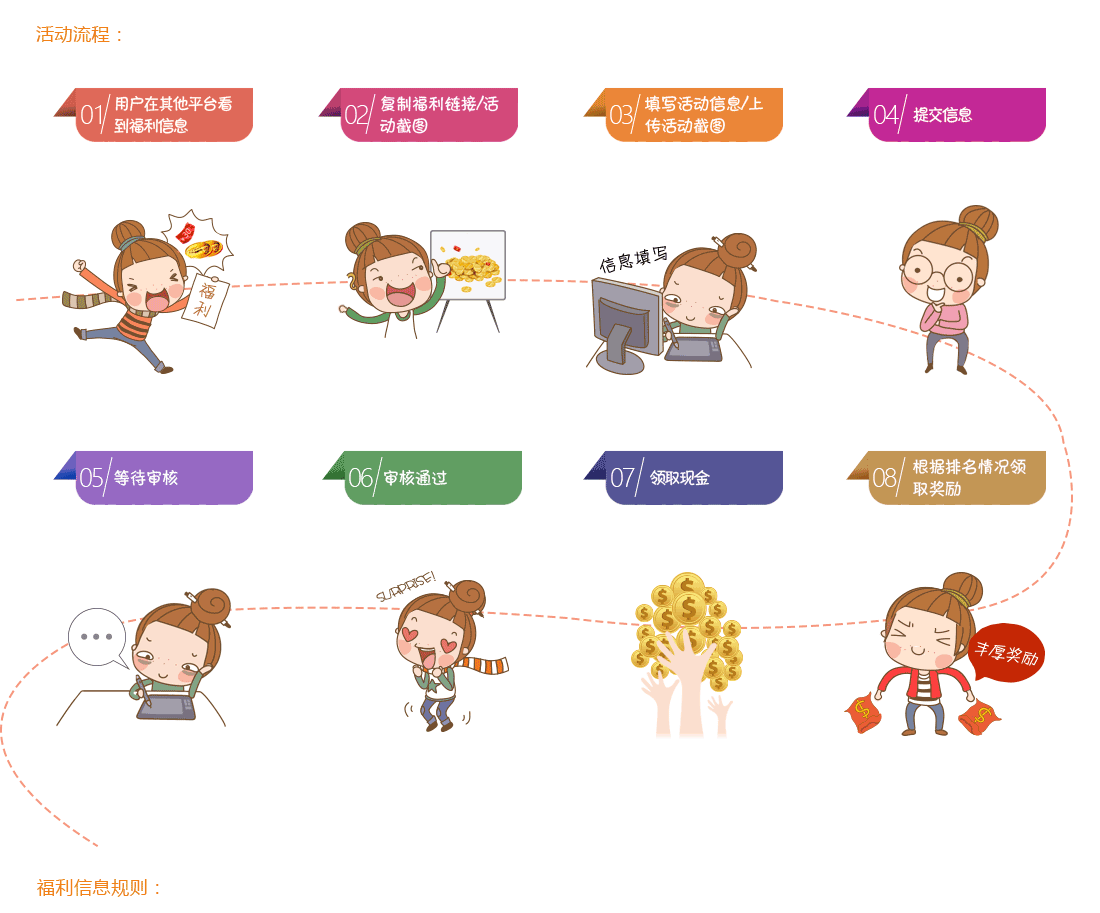 活动流程：
01/ 用户在其他平台看
到福利信息
02/ 复制福利链接/活
动截图
03/ 填写活动信息/上
传活动截图
04/ 提交信息
福
利
信息填写
05/ 等待审核
06/ 审核通过
07/ 领取现金
08/ 根据排名情况领
取奖励
...
SURPRISE!
丰厚奖励
福利信息规则：